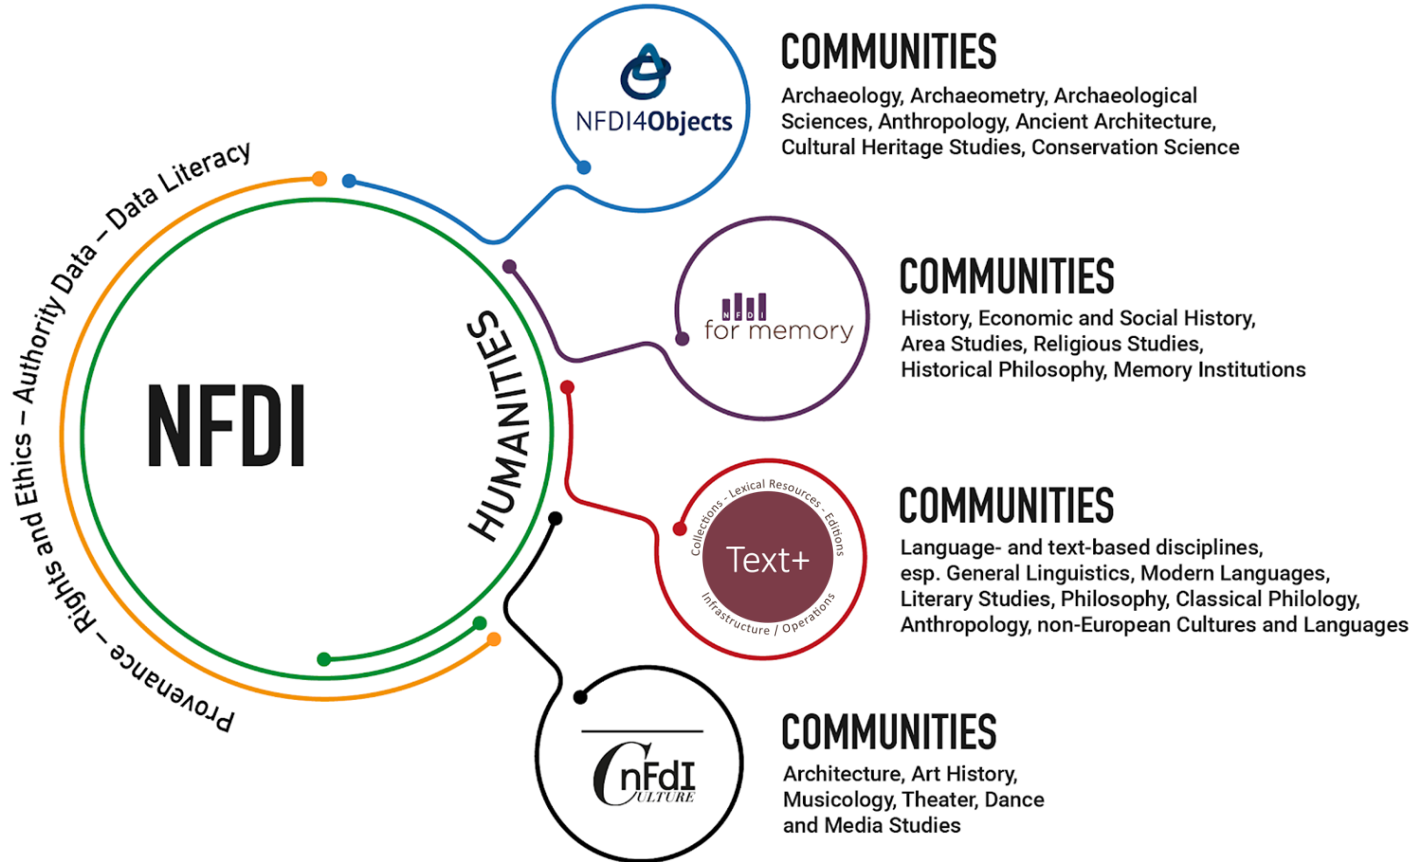 Provenance – Rights and Ethics – Authority Data – Data Literacy
NFDI
HUMANITIES
NFDI4Objects
COMMUNITIES
Archaeology, Archaeometry, Archaeological
Sciences, Anthropology, Ancient Architecture,
Cultural Heritage Studies, Conservation Science
NFDI
for memory
COMMUNITIES
History, Economic and Social History,
Area Studies, Religious Studies,
Historical Philosophy, Memory Institutions
Collections - Lexical Resources - Editions
Text+
Infrastructure / Operations
COMMUNITIES
Language- and text-based disciplines,
esp. General Linguistics, Modern Languages,
Literary Studies, Philosophy, Classical Philology,
Anthropology, non-European Cultures and Languages
nFdI
CULTURE
COMMUNITIES
Architecture, Art History,
Musicology, Theater, Dance
and Media Studies